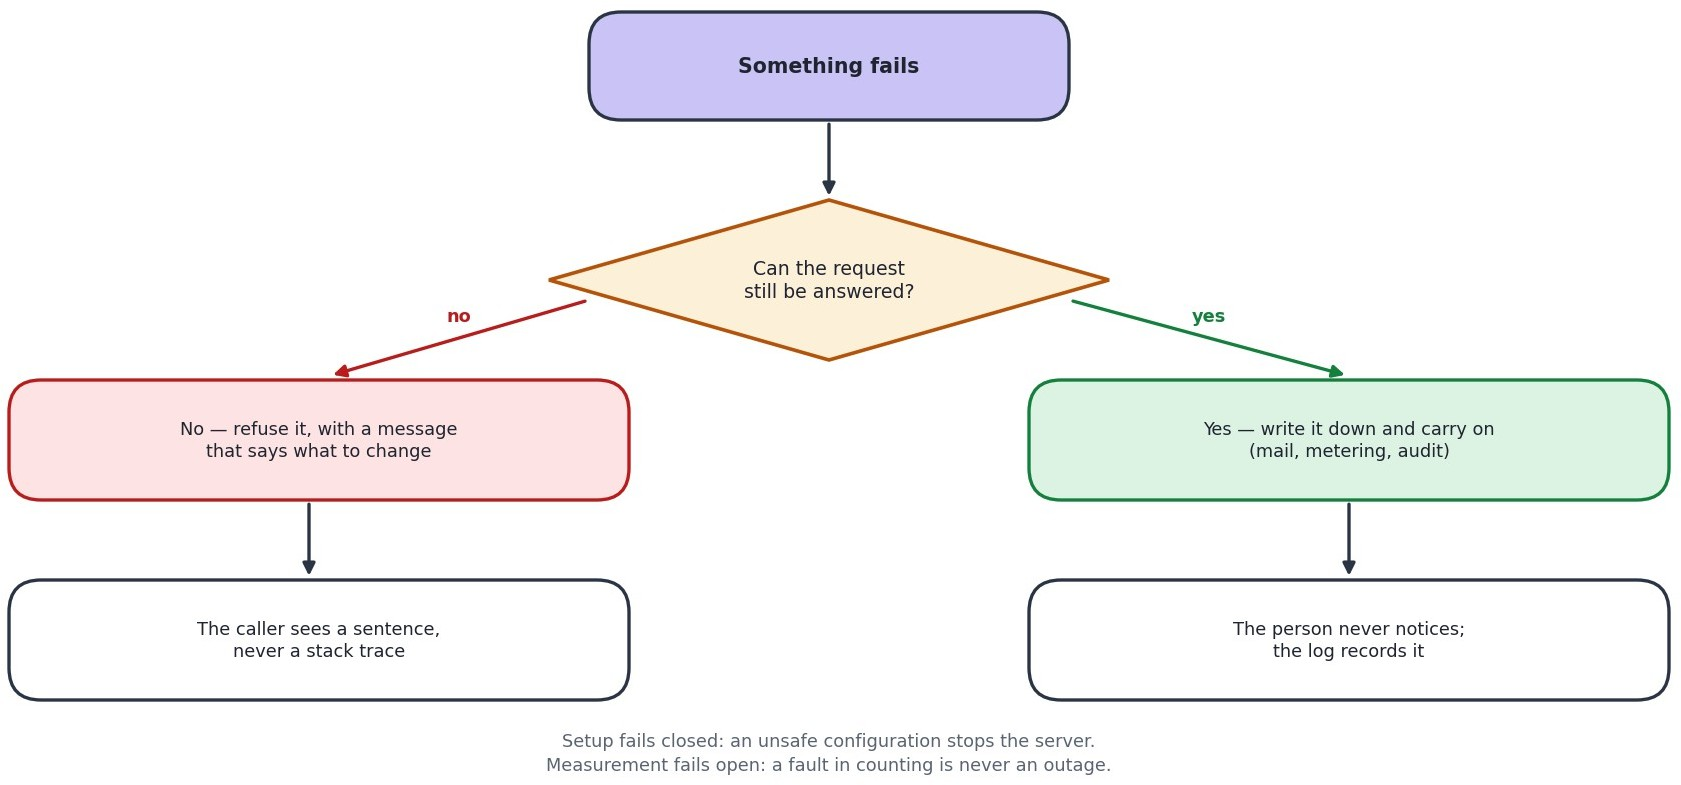 Something fails
Can the request
still be answered?
no
yes
No — refuse it, with a message
that says what to change
Yes — write it down and carry on
(mail, metering, audit)
The caller sees a sentence,
never a stack trace
The person never notices;
the log records it
Setup fails closed: an unsafe configuration stops the server.
Measurement fails open: a fault in counting is never an outage.